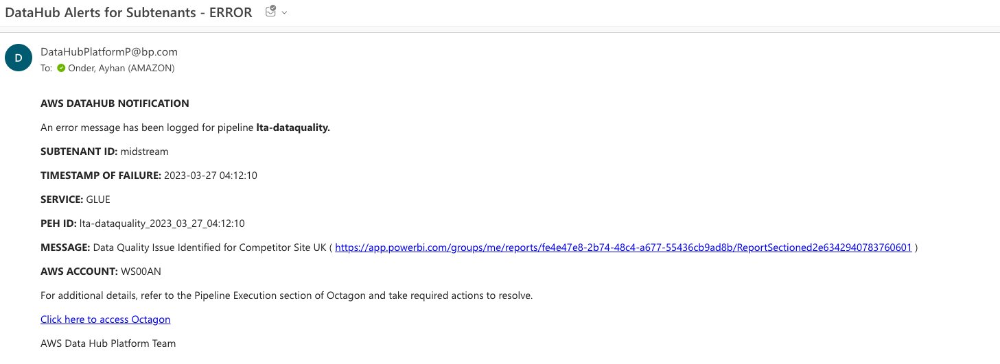 DataHub Alerts for Subtenants - ERROR
D
DataHubPlatformP@bp.com
To: Onder, Ayhan (AMAZON)
AWS DATAHUB NOTIFICATION
An error message has been logged for pipeline lta-dataquality.
SUBTENANT ID: midstream
TIMESTAMP OF FAILURE: 2023-03-27 04:12:10
SERVICE: GLUE
PEH ID: lta-dataquality_2023_03_27_04:12:10
MESSAGE: Data Quality Issue Identified for Competitor Site UK ( https://app.powerbi.com/groups/me/reports/fe4e47e8-2b74-48c4-a677-55436cb9ad8b/ReportSectioned2e6342940783760601 )
AWS ACCOUNT: WS00AN
For additional details, refer to the Pipeline Execution section of Octagon and take required actions to resolve.
Click here to access Octagon
AWS Data Hub Platform Team